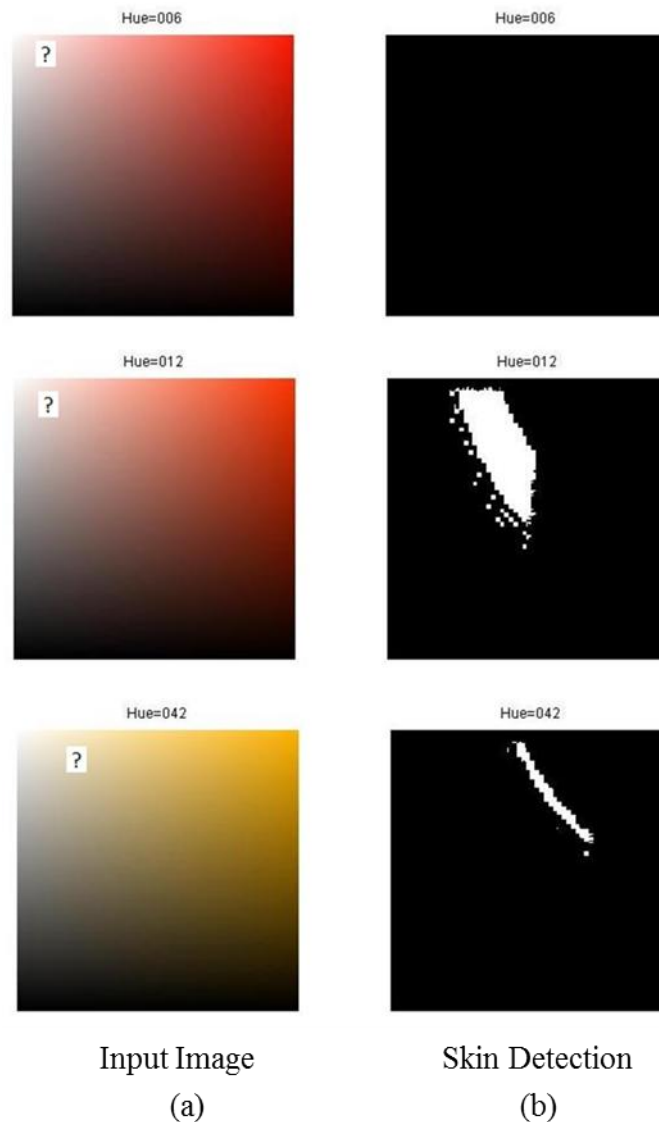 Hue=006 Hue=006
?
Hue=012 Hue=012
?
Hue=042 Hue=042
?
Input Image Skin Detection
(a) (b)